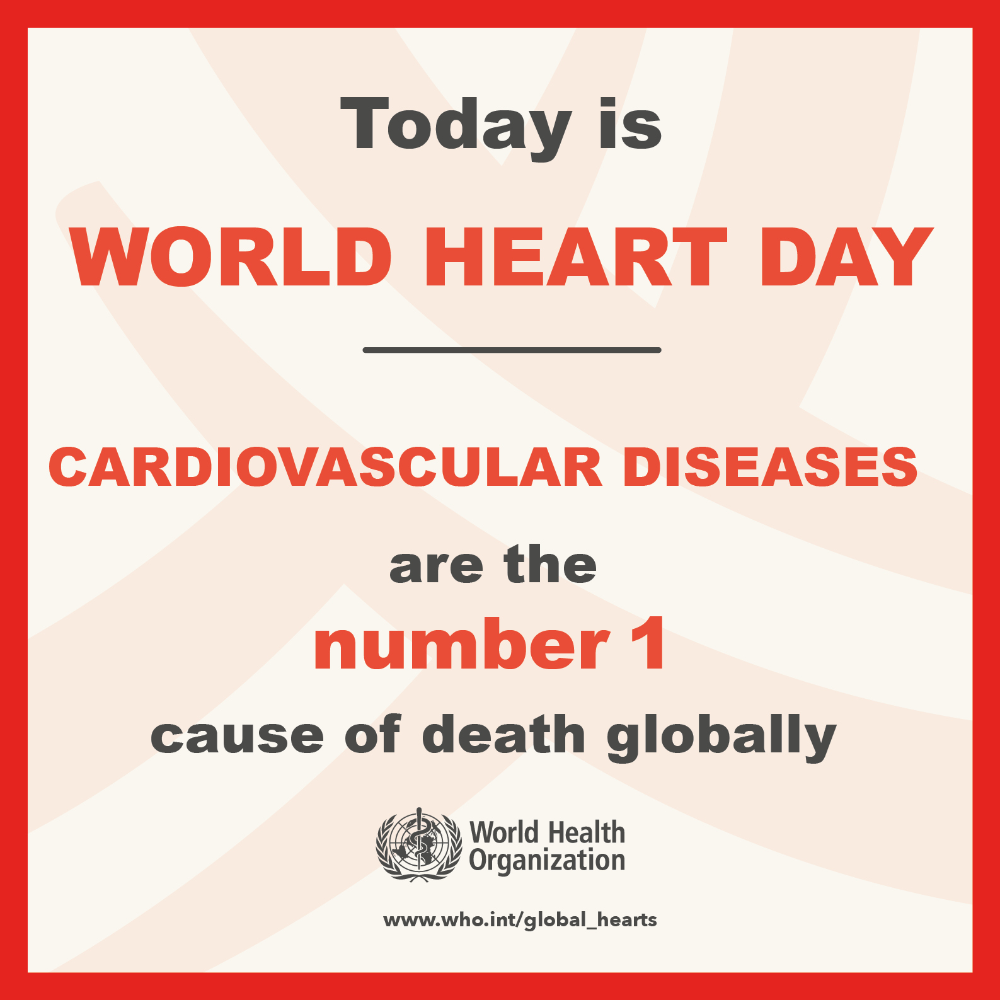 Today is
WORLD HEART DAY
CARDIOVASCULAR DISEASES
are the
number 1
cause of death globally
World Health
Organization
www.who.int/global_hearts